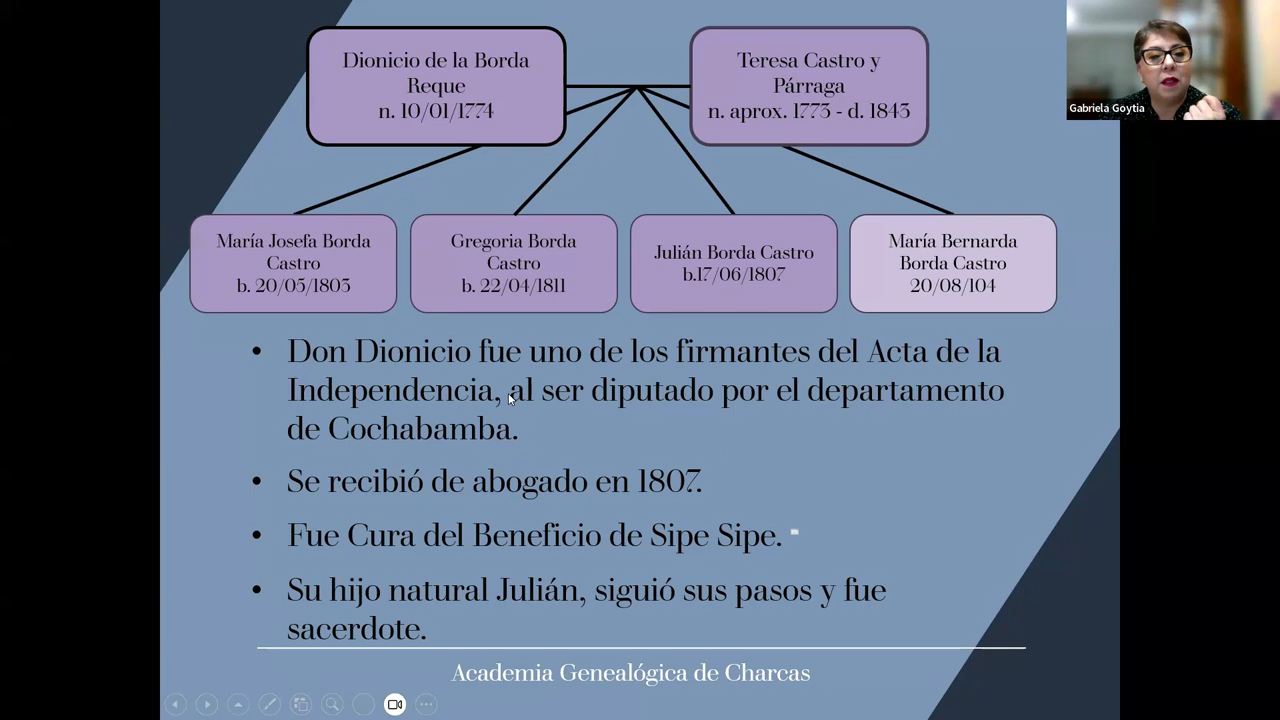 Dionicio de la Borda
Reque
n. 10/01/1774
Teresa Castro y
Párraga
n. aprox. 1773 - d. 1843
Gabriela Goytia
María Josefa Borda
Castro
b. 20/03/1803
Gregoria Borda
Castro
b. 22/04/1811
Julián Borda Castro
b.17/06/1807
María Bernarda
Borda Castro
20/08/104
• Don Dionicio fue uno de los firmantes del Acta de la
Independencia, al ser diputado por el departamento
de Cochabamba.
• Se recibió de abogado en 1807.
• Fue Cura del Beneficio de Sipe Sipe.
• Su hijo natural Julián, siguió sus pasos y fue
sacerdote.
Academia Genealógica de Charcas